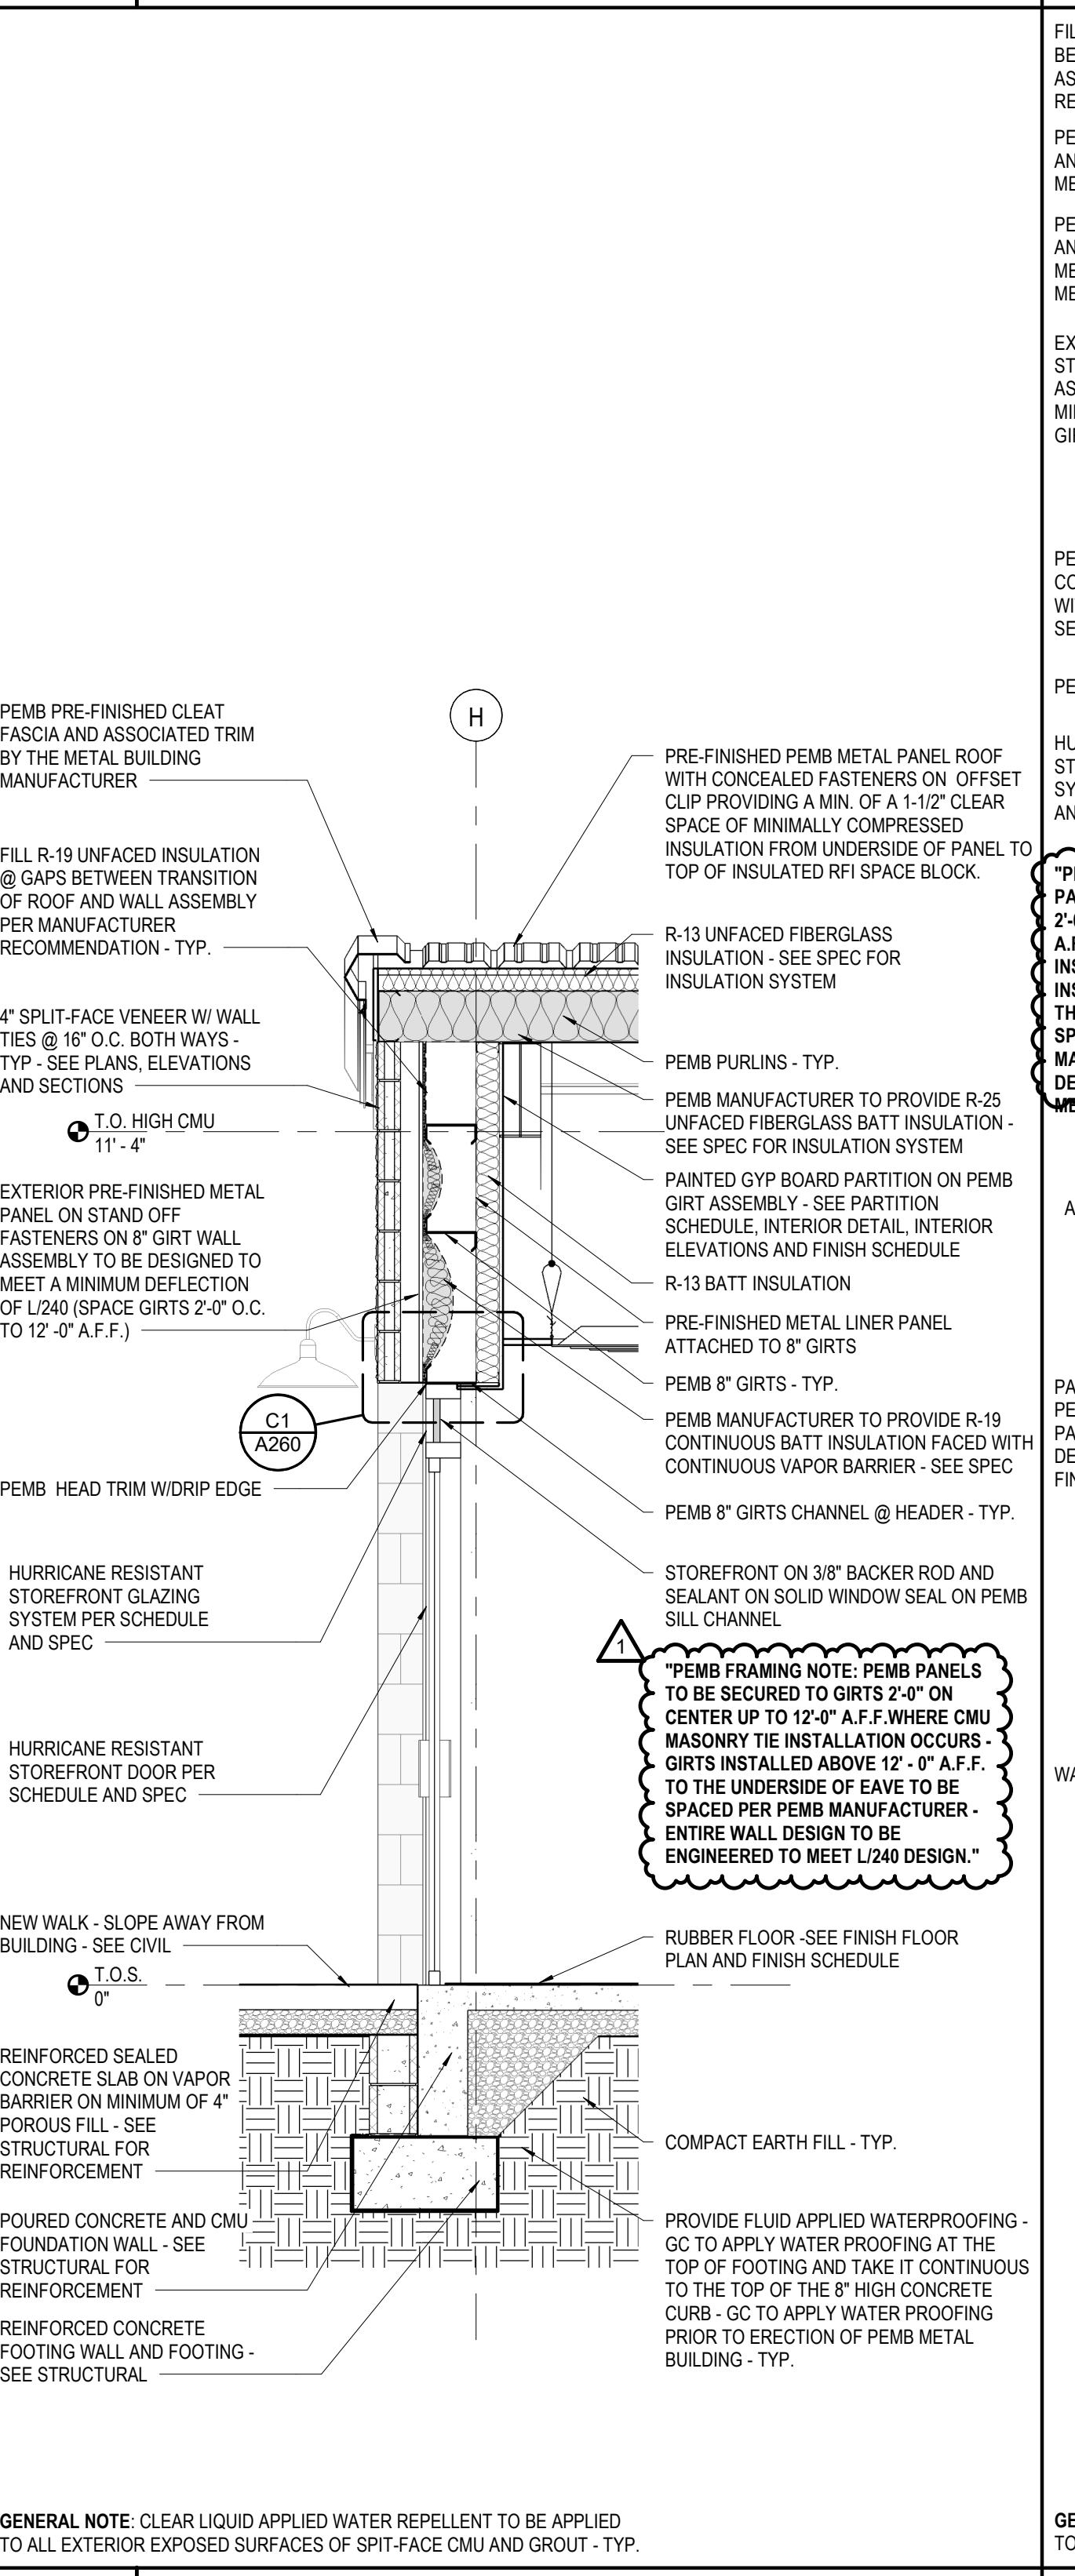 PEMB PRE-FINISHED CLEAT
FASCIA AND ASSOCIATED TRIM
BY THE METAL BUILDING
MANUFACTURER
FILL R-19 UNFACED INSULATION
@ GAPS BETWEEN TRANSITION
OF ROOF AND WALL ASSEMBLY
PER MANUFACTURER
RECOMMENDATION - TYP.
4" SPLIT-FACE VENEER W/ WALL
TIES @ 16" O.C. BOTH WAYS -
TYP - SEE PLANS, ELEVATIONS
AND SECTIONS
T.O. HIGH CMU
11' - 4"
EXTERIOR PRE-FINISHED METAL
PANEL ON STAND OFF
FASTENERS ON 8" GIRT WALL
ASSEMBLY TO BE DESIGNED TO
MEET A MINIMUM DEFLECTION
OF L/240 (SPACE GIRTS 2'-0" O.C.
TO 12' -0" A.F.F.)
C1
A260
PEMB HEAD TRIM W/DRIP EDGE
HURRICANE RESISTANT
STOREFRONT GLAZING
SYSTEM PER SCHEDULE
AND SPEC
HURRICANE RESISTANT
STOREFRONT DOOR PER
SCHEDULE AND SPEC
NEW WALK - SLOPE AWAY FROM
BUILDING - SEE CIVIL
T.O.S.
0"
REINFORCED SEALED
CONCRETE SLAB ON VAPOR
BARRIER ON MINIMUM OF 4"
POROUS FILL - SEE
STRUCTURAL FOR
REINFORCEMENT
POURED CONCRETE AND CMU
FOUNDATION WALL - SEE
STRUCTURAL FOR
REINFORCEMENT
REINFORCED CONCRETE
FOOTING WALL AND FOOTING -
SEE STRUCTURAL
H
PRE-FINISHED PEMB METAL PANEL ROOF
WITH CONCEALED FASTENERS ON OFFSET
CLIP PROVIDING A MIN. OF A 1-1/2" CLEAR
SPACE OF MINIMALLY COMPRESSED
INSULATION FROM UNDERSIDE OF PANEL TO
TOP OF INSULATED RFI SPACE BLOCK.
R-13 UNFACED FIBERGLASS
INSULATION - SEE SPEC FOR
INSULATION SYSTEM
PEMB PURLINS - TYP.
PEMB MANUFACTURER TO PROVIDE R-25
UNFACED FIBERGLASS BATT INSULATION -
SEE SPEC FOR INSULATION SYSTEM
PAINTED GYP BOARD PARTITION ON PEMB
GIRT ASSEMBLY - SEE PARTITION
SCHEDULE, INTERIOR DETAIL, INTERIOR
ELEVATIONS AND FINISH SCHEDULE
R-13 BATT INSULATION
PRE-FINISHED METAL LINER PANEL
ATTACHED TO 8" GIRTS
PEMB 8" GIRTS - TYP.
PEMB MANUFACTURER TO PROVIDE R-19
CONTINUOUS BATT INSULATION FACED WITH
CONTINUOUS VAPOR BARRIER - SEE SPEC
PEMB 8" GIRTS CHANNEL @ HEADER - TYP.
STOREFRONT ON 3/8" BACKER ROD AND
SEALANT ON SOLID WINDOW SEAL ON PEMB
SILL CHANNEL
1
"PEMB FRAMING NOTE: PEMB PANELS
TO BE SECURED TO GIRTS 2'-0" ON
CENTER UP TO 12'-0" A.F.F.WHERE CMU
MASONRY TIE INSTALLATION OCCURS -
GIRTS INSTALLED ABOVE 12' - 0" A.F.F.
TO THE UNDERSIDE OF EAVE TO BE
SPACED PER PEMB MANUFACTURER -
ENTIRE WALL DESIGN TO BE
ENGINEERED TO MEET L/240 DESIGN."
RUBBER FLOOR -SEE FINISH FLOOR
PLAN AND FINISH SCHEDULE
COMPACT EARTH FILL - TYP.
PROVIDE FLUID APPLIED WATERPROOFING -
GC TO APPLY WATER PROOFING AT THE
TOP OF FOOTING AND TAKE IT CONTINUOUS
TO THE TOP OF THE 8" HIGH CONCRETE
CURB - GC TO APPLY WATER PROOFING
PRIOR TO ERECTION OF PEMB METAL
BUILDING - TYP.
GENERAL NOTE: CLEAR LIQUID APPLIED WATER REPELLENT TO BE APPLIED
TO ALL EXTERIOR EXPOSED SURFACES OF SPIT-FACE CMU AND GROUT - TYP.